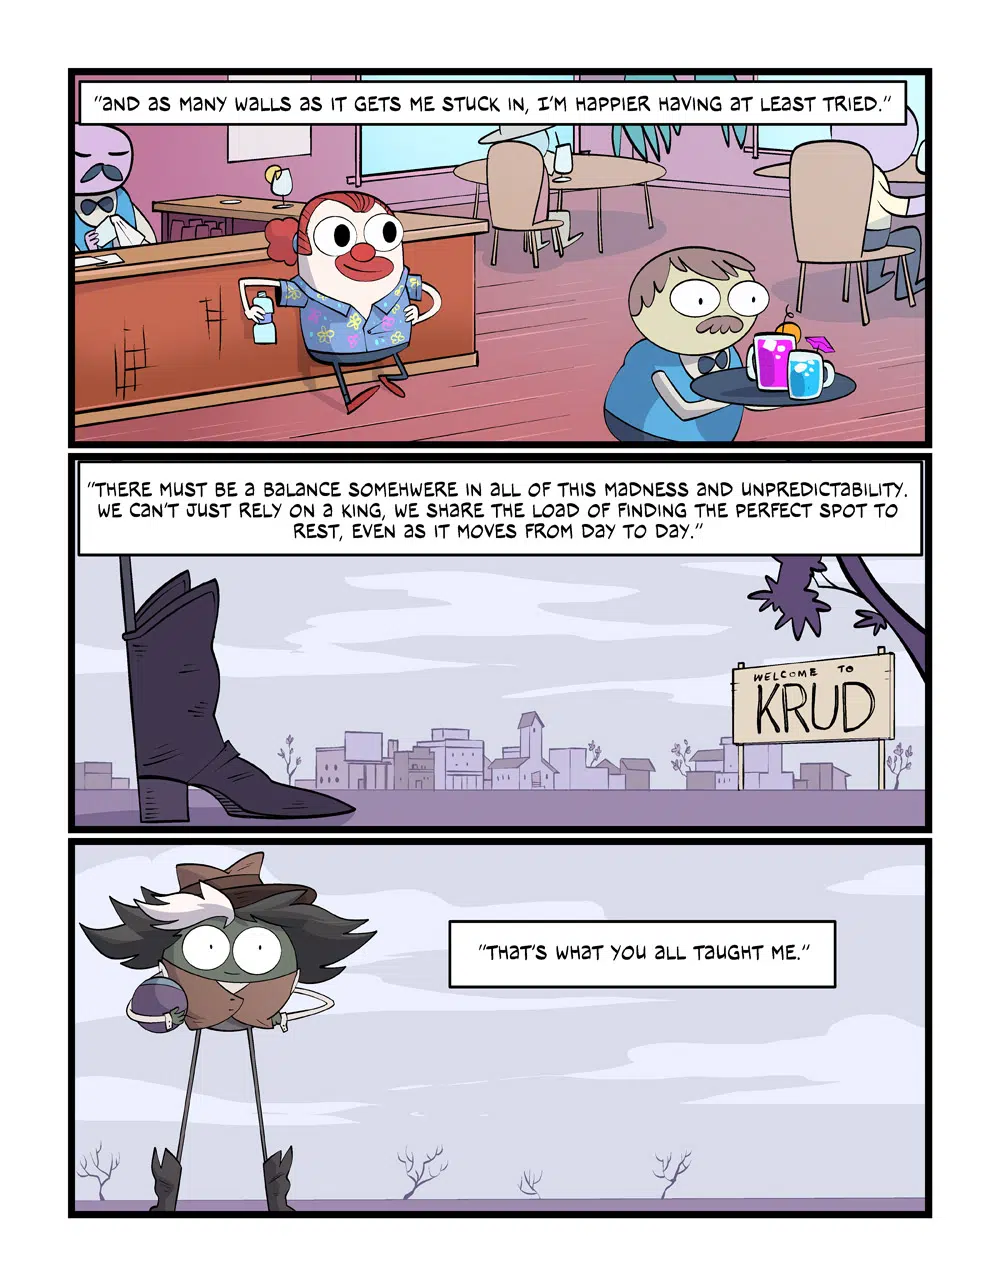 "AND AS MANY WALLS AS IT GETS ME STUCK IN, I'M HAPPIER HAVING AT LEAST TRIED."
"THERE MUST BE A BALANCE SOMEHWERE IN ALL OF THIS MADNESS AND UNPREDICTABILITY.
WE CAN'T JUST RELY ON A KING, WE SHARE THE LOAD OF FINDING THE PERFECT SPOT TO
REST, EVEN AS IT MOVES FROM DAY TO DAY."
WELCOME TO
KRUD
"THAT'S WHAT YOU ALL TAUGHT ME."